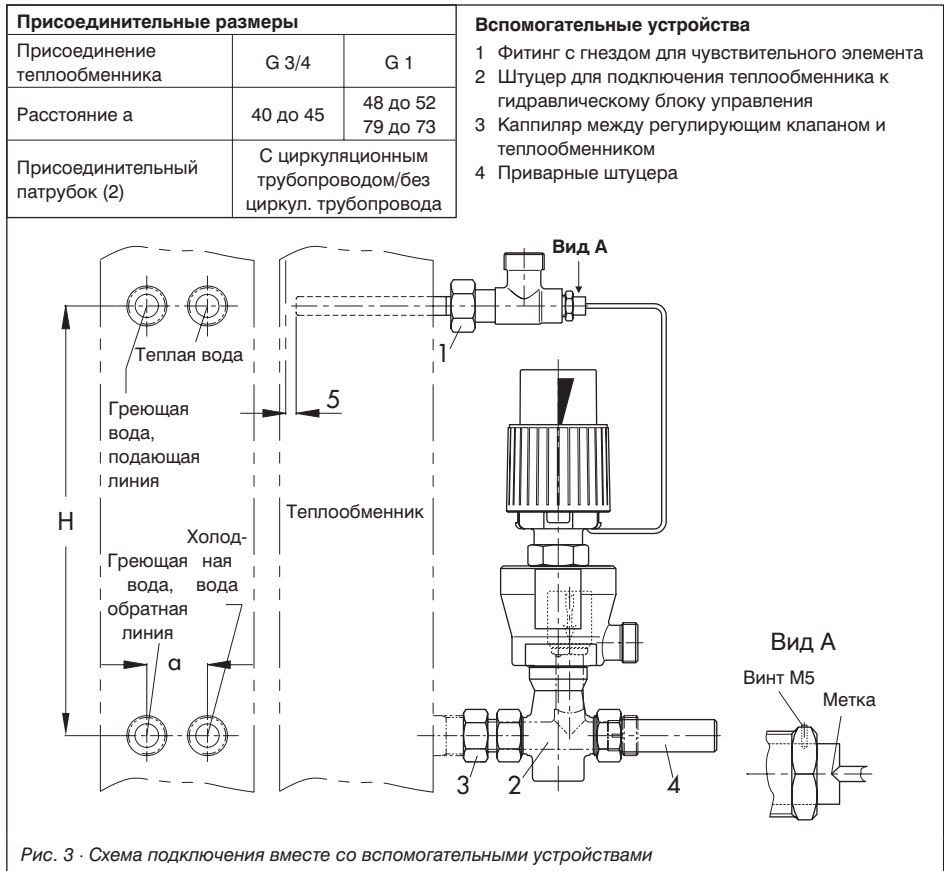 Присоединительные размеры
Присоединение
теплообменника
G 3/4
G 1
Расстояние a
40 до 45
48 до 52
79 до 73
Присоединительный
патрубок (2)
С циркуляционным
трубопроводом/без
циркул. трубопровода
Вспомогательные устройства
1 Фитинг с гнездом для чувствительного элемента
2 Штуцер для подключения теплообменника к
гидравлическому блоку управления
3 Каппиляр между регулирующим клапаном и
теплообменником
4 Приварные штуцера
Вид А
Теплая вода
1
5
Греющая
вода,
подающая
линия
H
Теплообменник
Холод-
ная
вода
Греющая
вода,
обратная
линия
a
Вид А
Винт М5
Метка
3
2
4
Рис. 3 · Схема подключения вместе со вспомогательными устройствами